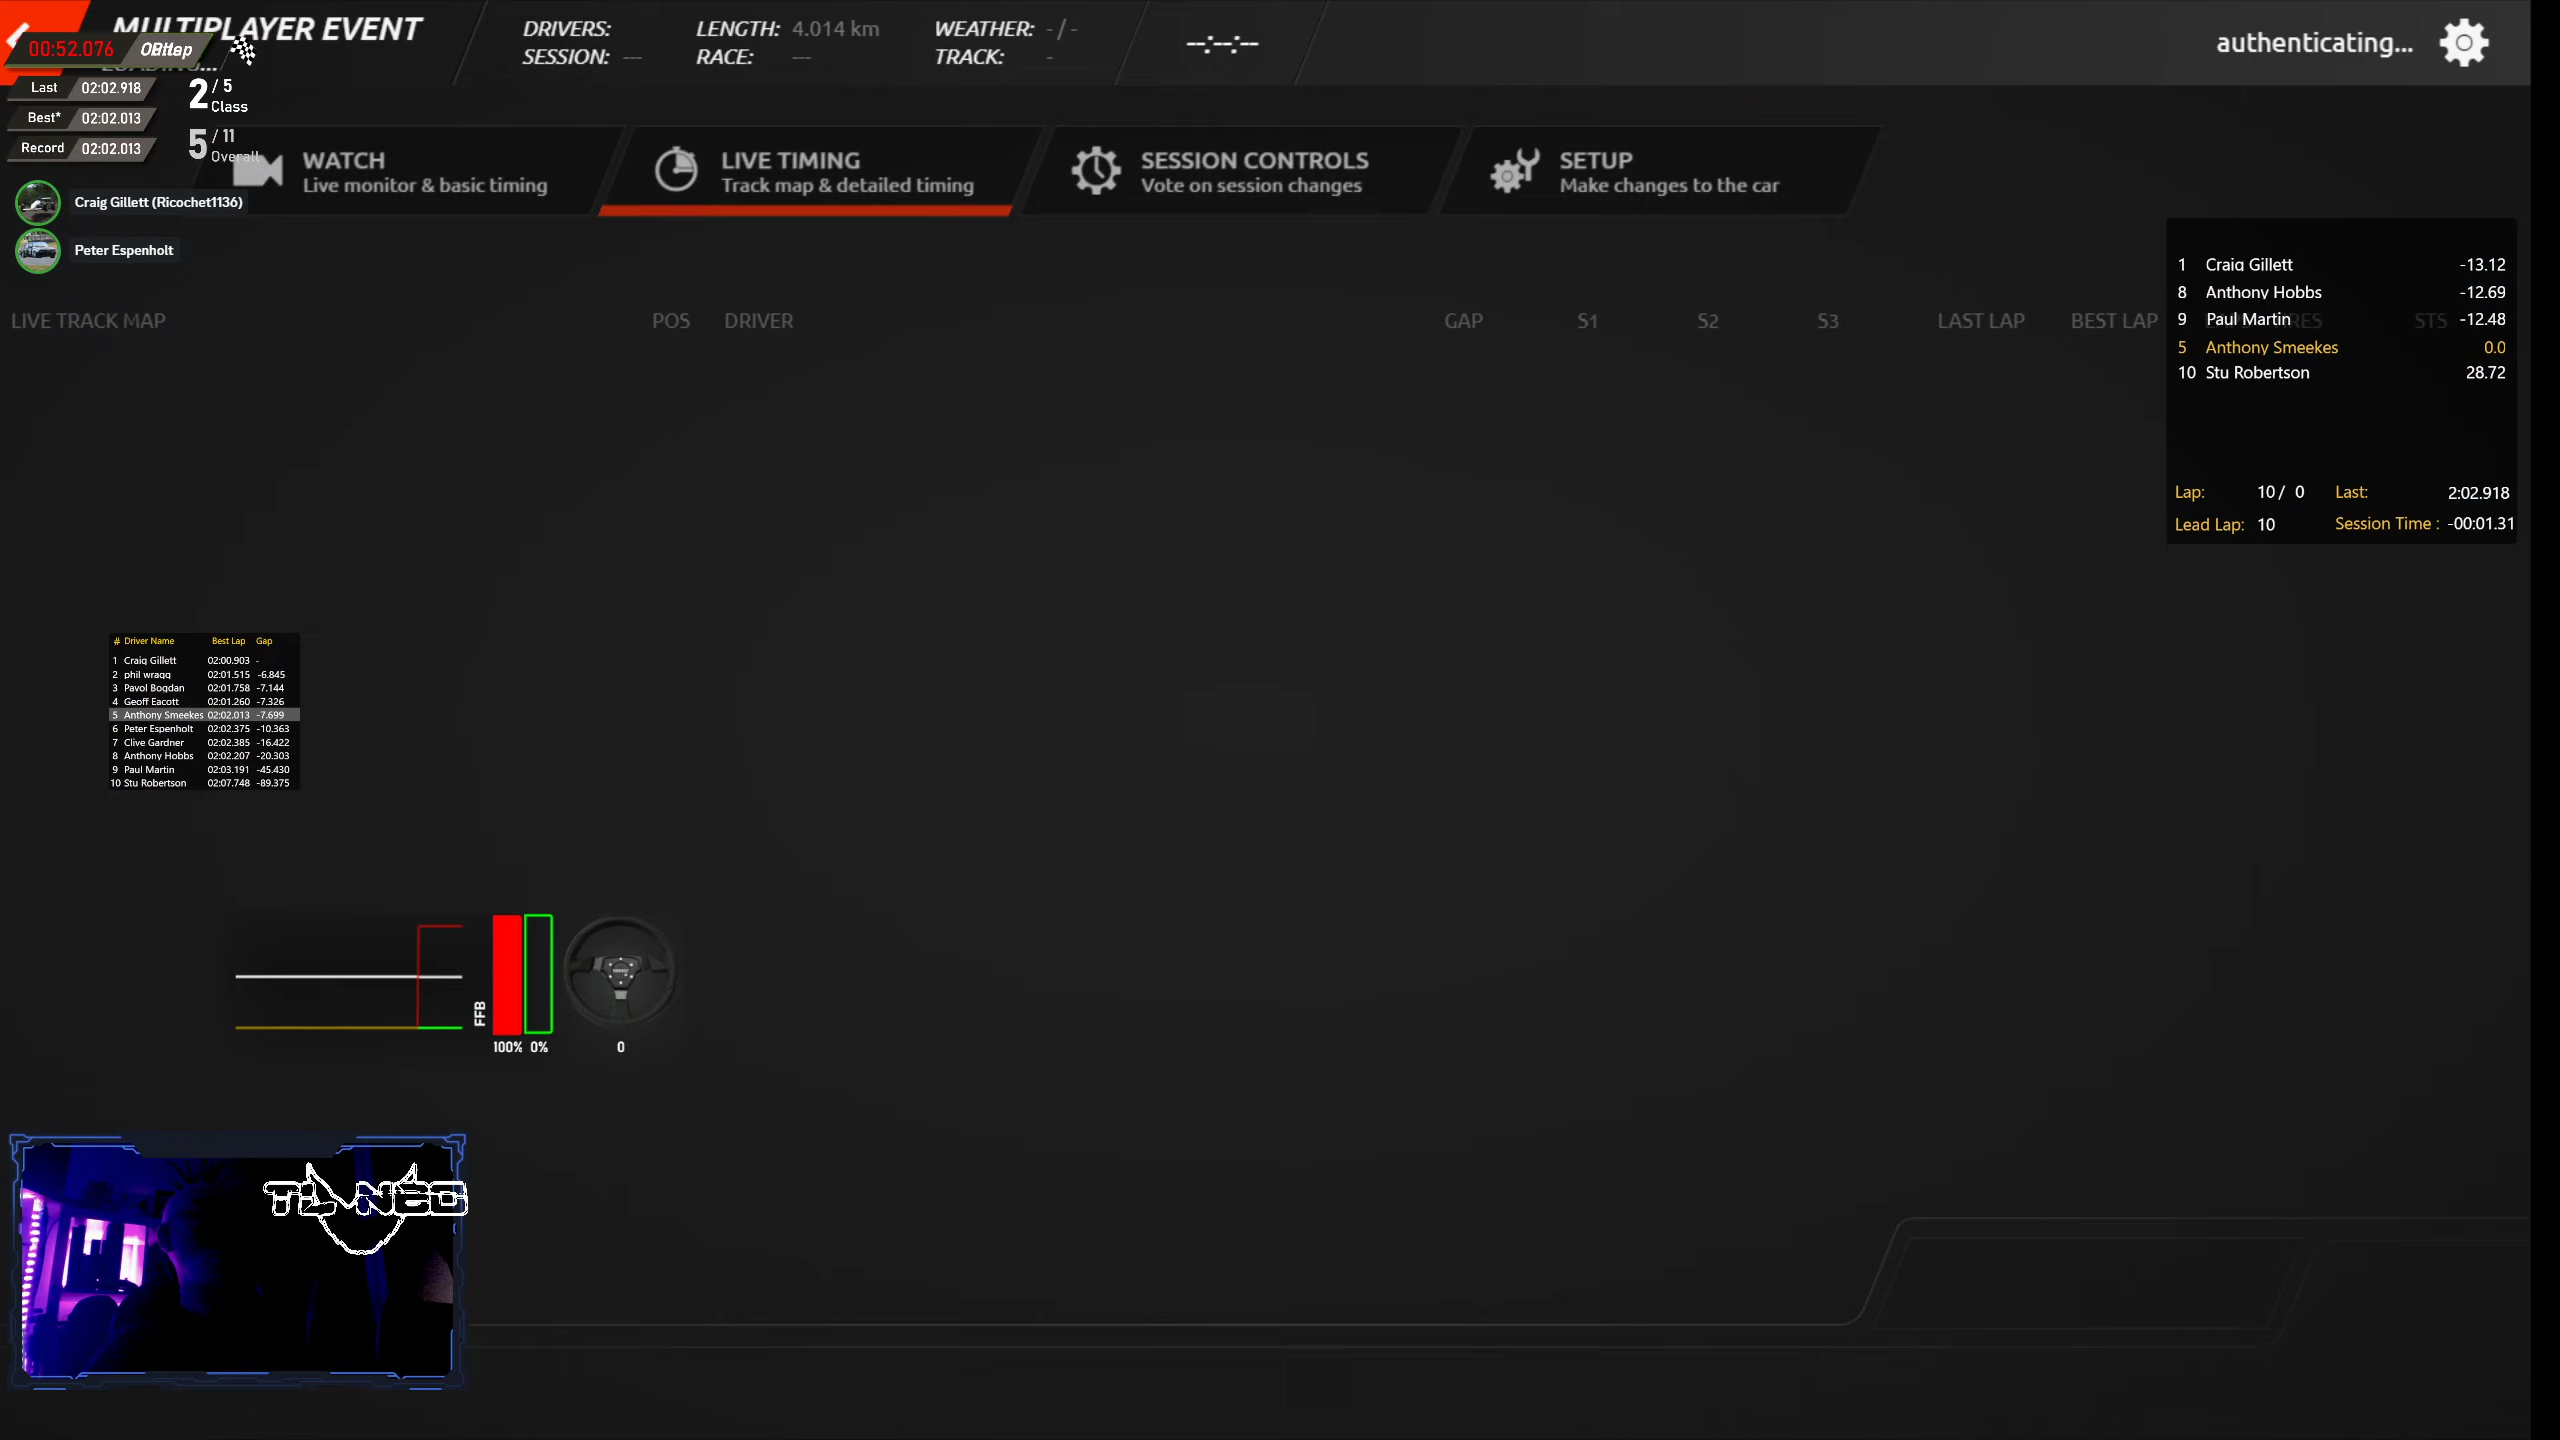 MULTIPLAYER EVENT
00:52.076
Last 02:02.918
Best* 02:02.013
Record 02:02.013
2 / 5
Class
5 / 11
Overall
DRIVERS:
SESSION: ---
LENGTH: 4.014 km
RACE: ---
WEATHER: - / -
TRACK: -
--:--:--
authenticating...
WATCH
Live monitor & basic timing
LIVE TIMING
Track map & detailed timing
SESSION CONTROLS
Vote on session changes
SETUP
Make changes to the car
Craig Gillett (Ricochet1136)
Peter Espenholt
LIVE TRACK MAP
POS DRIVER GAP S1 S2 S3 LAST LAP BEST LAP STS
1 Craig Gillett -13.12
8 Anthony Hobbs -12.69
9 Paul Martin -12.48
5 Anthony Smeekes 0.0
10 Stu Robertson 28.72
Lap: 10 / 0 Last: 2:02.918
Lead Lap: 10 Session Time : -00:01.31
# Driver Name Best Lap Gap
1 Craig Gillett 02:00.903 -
2 phil wragg 02:01.515 -6.845
3 Pavol Bogdan 02:01.758 -7.144
4 Geoff Eacott 02:01.260 -7.326
5 Anthony Smeekes 02:02.013 -7.699
6 Peter Espenholt 02:02.375 -10.363
7 Clive Gardner 02:02.385 -16.422
8 Anthony Hobbs 02:02.207 -20.303
9 Paul Martin 02:03.191 -45.430
10 Stu Robertson 02:07.748 -89.375
FFB
100% 0% 0